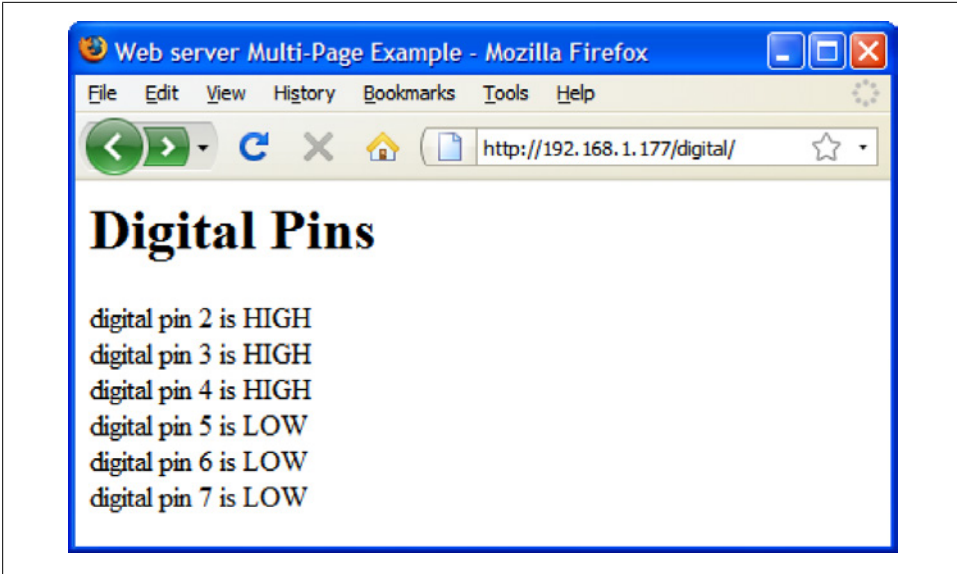 Web server Multi-Page Example - Mozilla Firefox
File Edit View History Bookmarks Tools Help
http://192.168.1.177/digital/
Digital Pins
digital pin 2 is HIGH
digital pin 3 is HIGH
digital pin 4 is HIGH
digital pin 5 is LOW
digital pin 6 is LOW
digital pin 7 is LOW